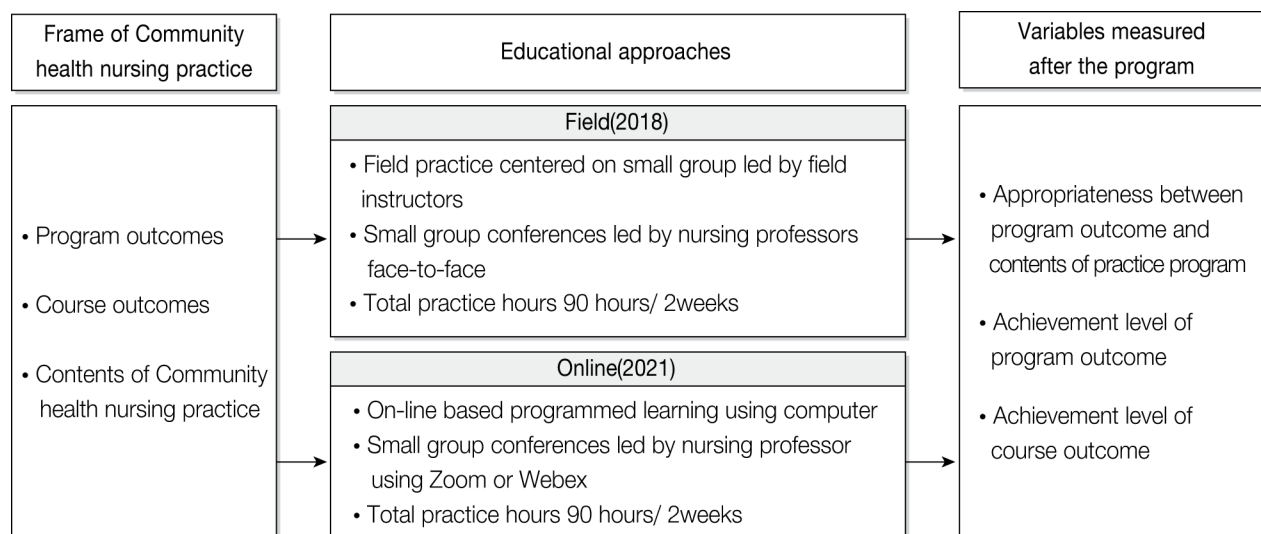 Frame of Community
health nursing practice
Educational approaches
Variables measured
after the program
• Program outcomes
• Course outcomes
• Contents of Community
health nursing practice
Field(2018)
• Field practice centered on small group led by field
instructors
• Small group conferences led by nursing professors
face-to-face
• Total practice hours 90 hours/ 2weeks
Online(2021)
• On-line based programmed learning using computer
• Small group conferences led by nursing professor
using Zoom or Webex
• Total practice hours 90 hours/ 2weeks
• Appropriateness between
program outcome and
contents of practice program
• Achievement level of
program outcome
• Achievement level of
course outcome